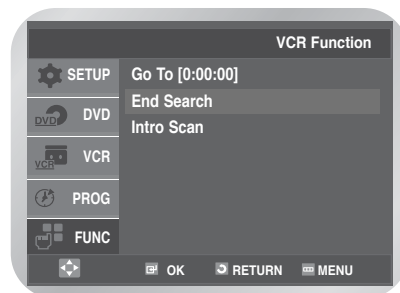 VCR Function
SETUP
DVD
VCR
PROG
FUNC
Go To [0:00:00]
End Search
Intro Scan
OK RETURN MENU